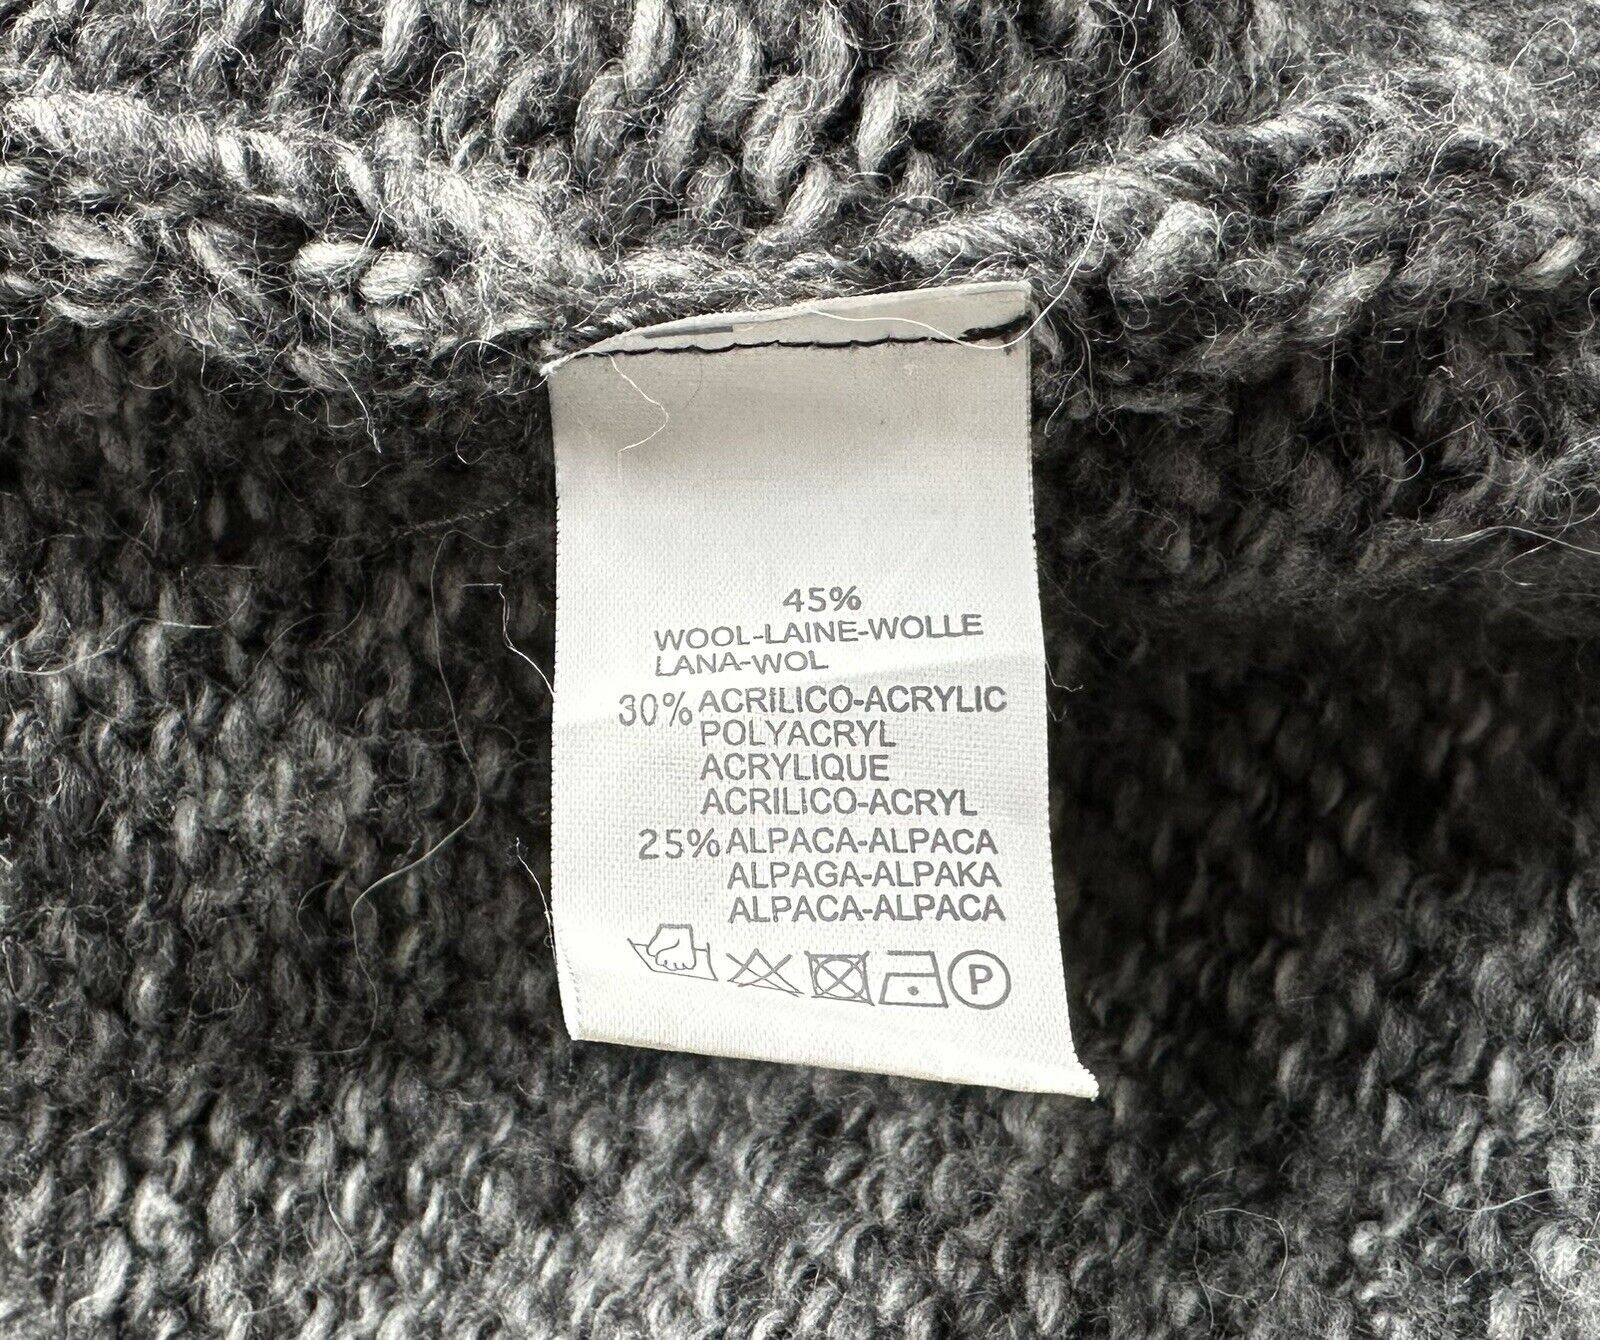 45%
WOOL-LAINE-WOLLE
LANA-WOL
30% ACRILICO-ACRYLIC
POLYACRYL
ACRYLIQUE
ACRILICO-ACRYL
25% ALPACA-ALPACA
ALPAGA-ALPAKA
ALPACA-ALPACA
P